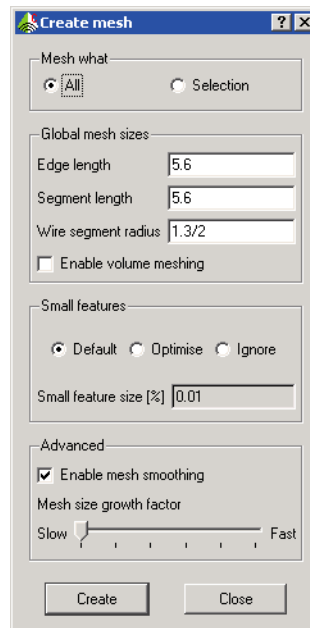 Create mesh
Mesh what
All Selection
Global mesh sizes
Edge length 5.6
Segment length 5.6
Wire segment radius 1.3/2
Enable volume meshing
Small features
Default Optimise Ignore
Small feature size [%] 0.01
Advanced
Enable mesh smoothing
Mesh size growth factor
Slow Fast
Create Close